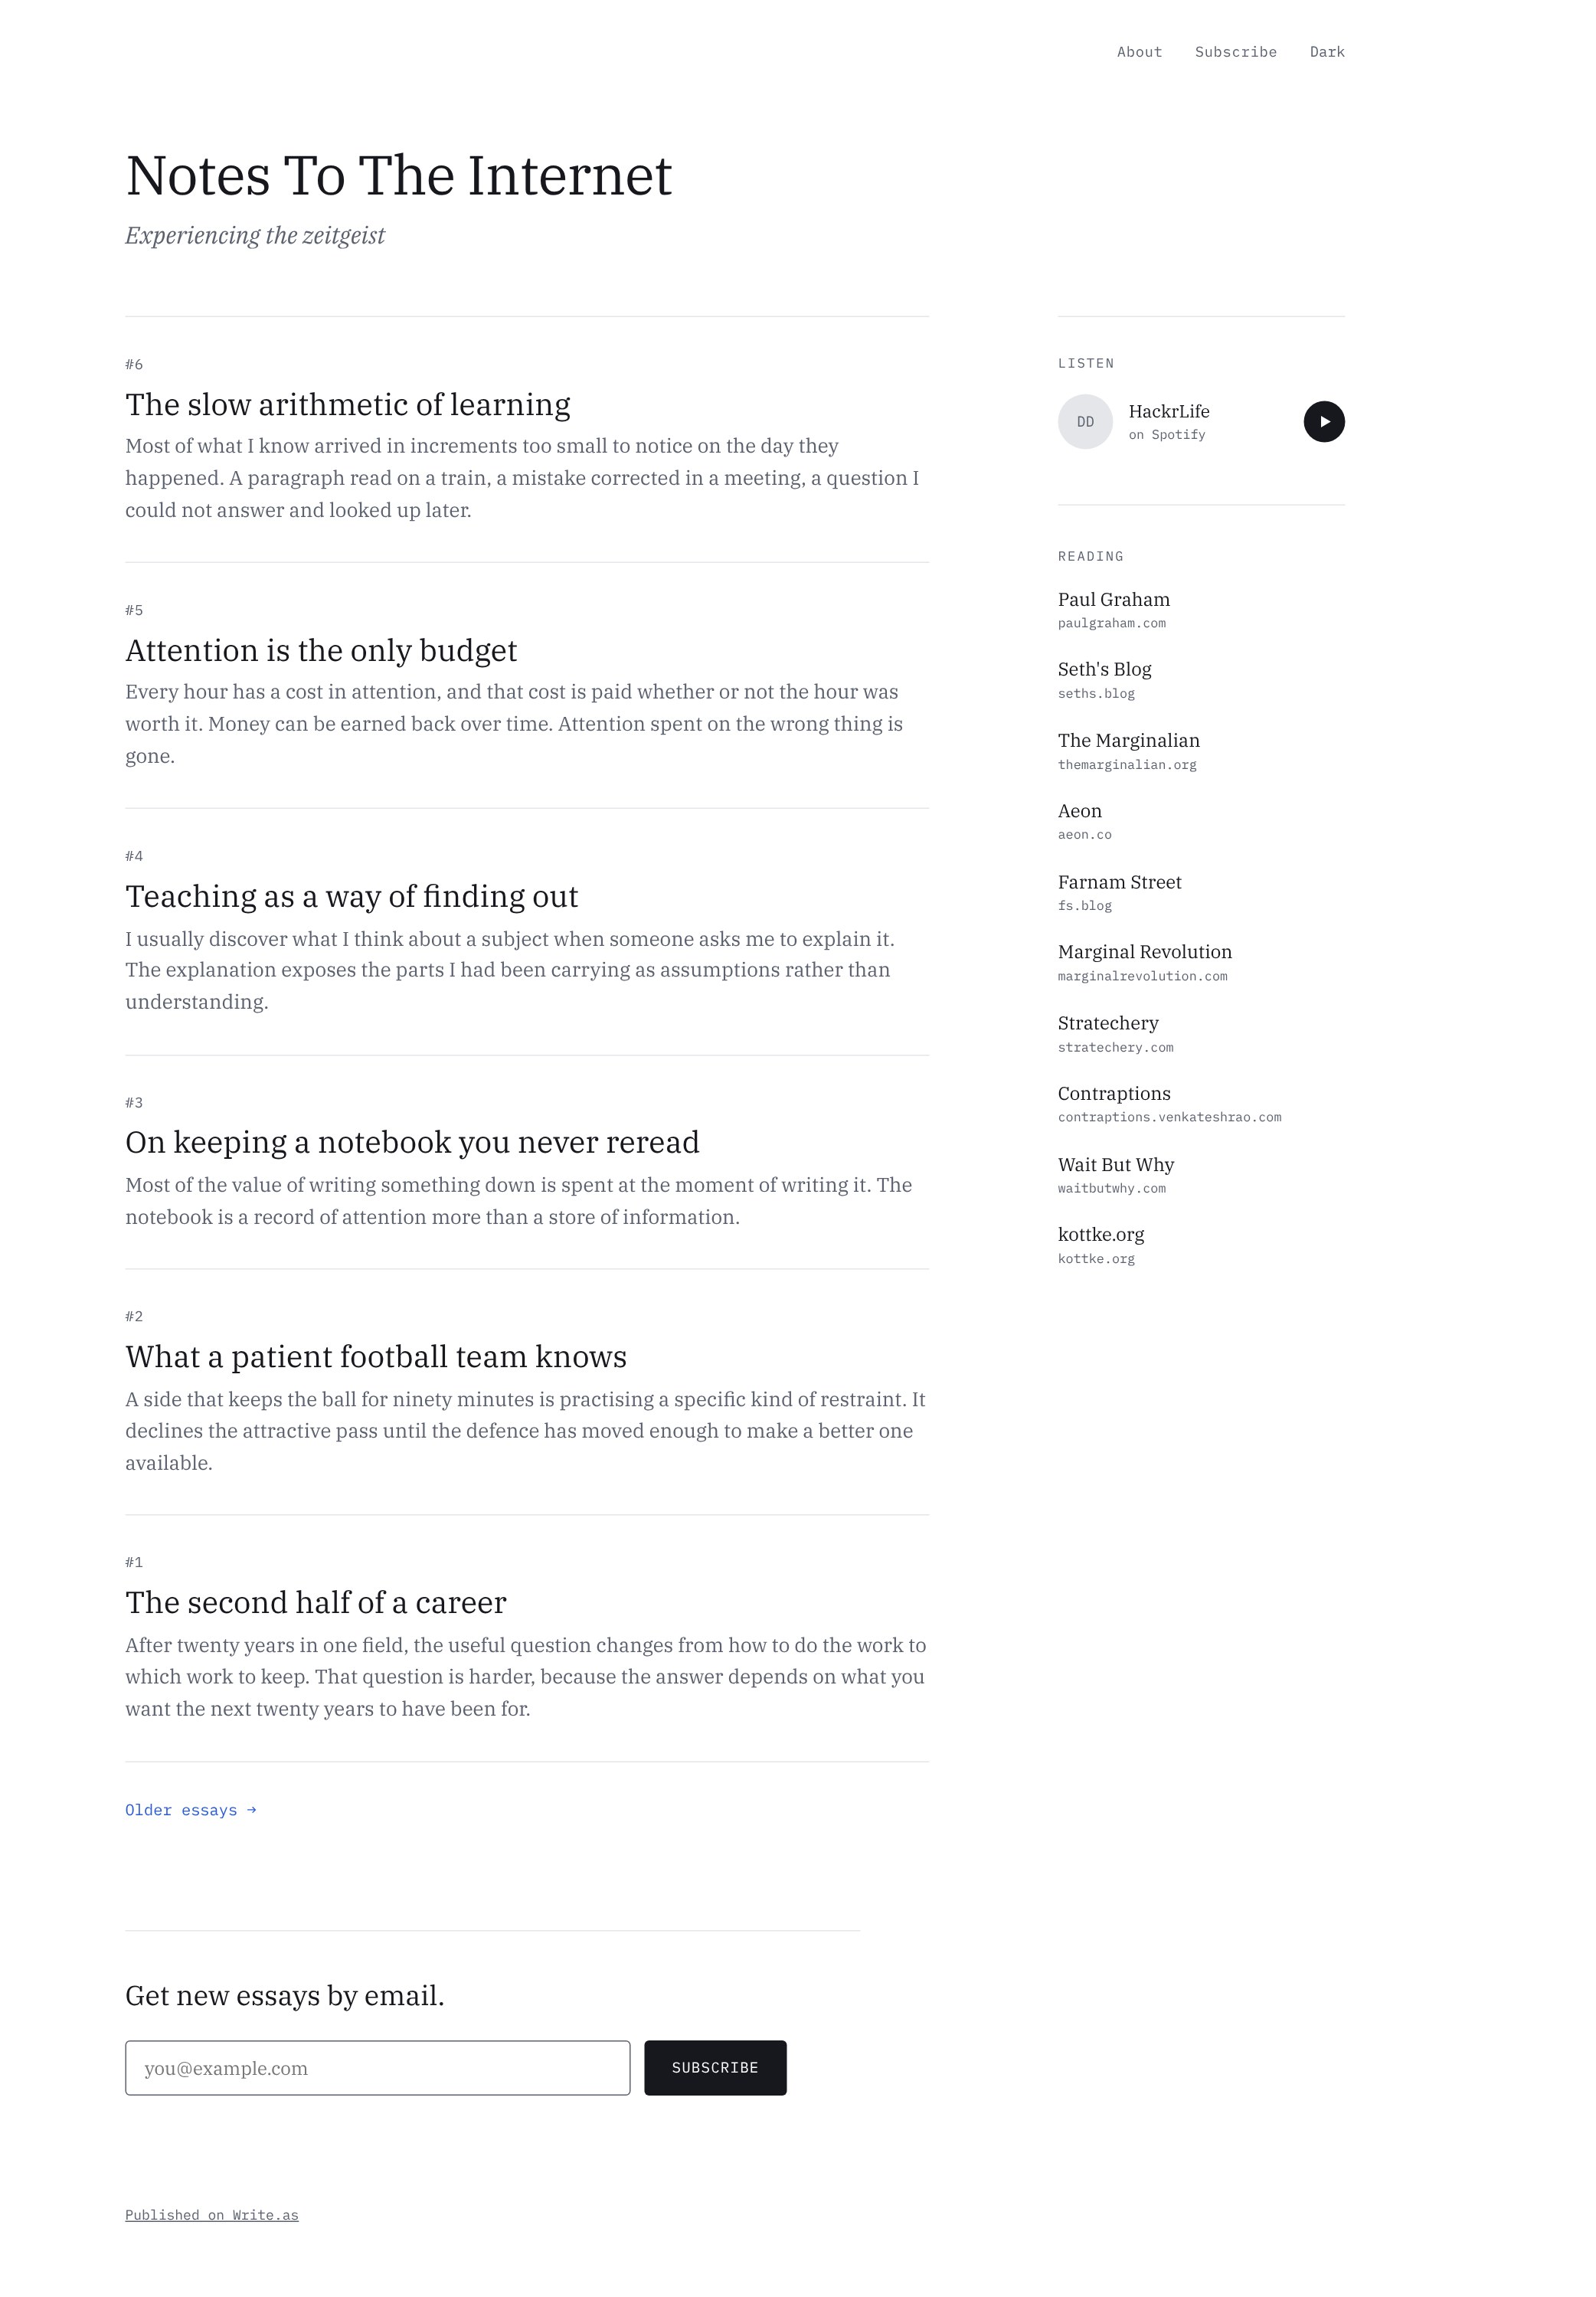 About Subscribe Dark
Notes To The Internet
Experiencing the zeitgeist
#6
The slow arithmetic of learning
Most of what I know arrived in increments too small to notice on the day they
happened. A paragraph read on a train, a mistake corrected in a meeting, a question I
could not answer and looked up later.
#5
Attention is the only budget
Every hour has a cost in attention, and that cost is paid whether or not the hour was
worth it. Money can be earned back over time. Attention spent on the wrong thing is
gone.
#4
Teaching as a way of finding out
I usually discover what I think about a subject when someone asks me to explain it.
The explanation exposes the parts I had been carrying as assumptions rather than
understanding.
#3
On keeping a notebook you never reread
Most of the value of writing something down is spent at the moment of writing it. The
notebook is a record of attention more than a store of information.
#2
What a patient football team knows
A side that keeps the ball for ninety minutes is practising a specific kind of restraint. It
declines the attractive pass until the defence has moved enough to make a better one
available.
#1
The second half of a career
After twenty years in one field, the useful question changes from how to do the work to
which work to keep. That question is harder, because the answer depends on what you
want the next twenty years to have been for.
Older essays →
LISTEN
DD
HackrLife
on Spotify
READING
Paul Graham
paulgraham.com
Seth's Blog
seths.blog
The Marginalian
themarginalian.org
Aeon
aeon.co
Farnam Street
fs.blog
Marginal Revolution
marginalrevolution.com
Stratechery
stratechery.com
Contraptions
contraptions.venkateshrao.com
Wait But Why
waitbutwhy.com
kottke.org
kottke.org
Get new essays by email.
you@example.com
SUBSCRIBE
Published on Write.as